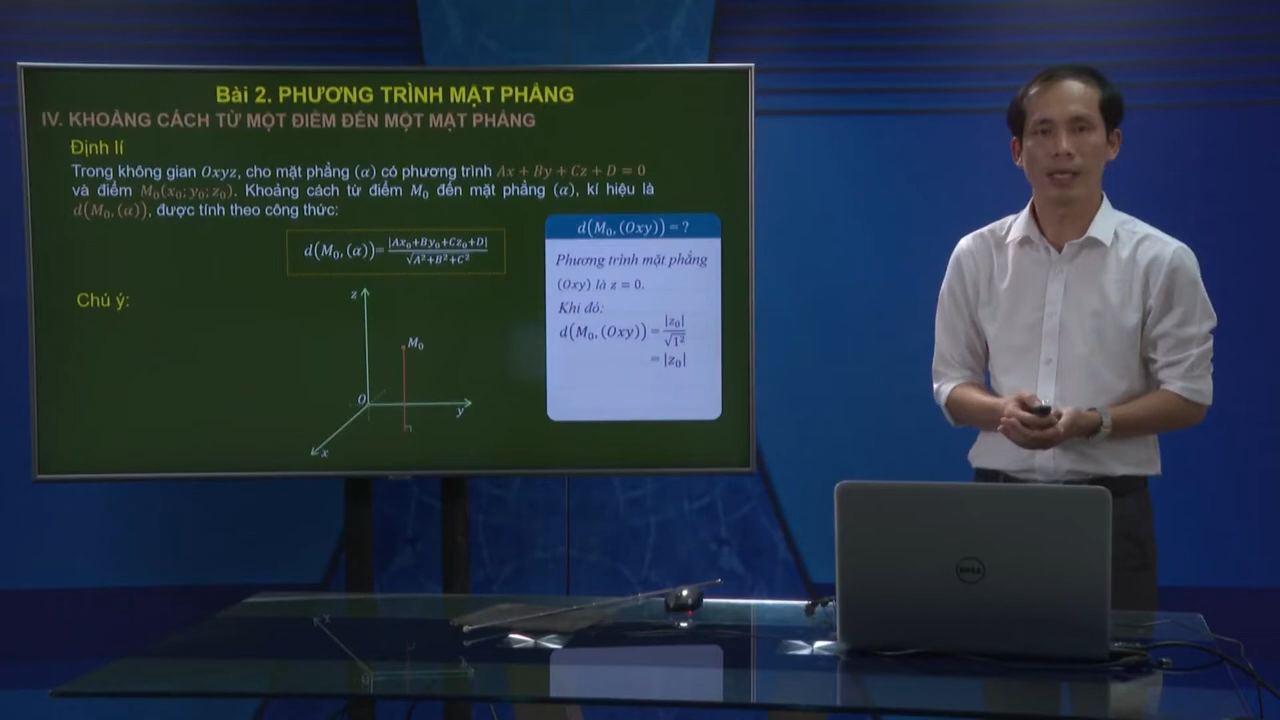 Bài 2. PHƯƠNG TRÌNH MẶT PHẲNG
IV. KHOẢNG CÁCH TỪ MỘT ĐIỂM ĐẾN MỘT MẶT PHẲNG
Định lí
Trong không gian Oxyz, cho mặt phẳng (α) có phương trình Ax + By + Cz + D = 0
và điểm M₀(x₀; y₀; z₀). Khoảng cách từ điểm M₀ đến mặt phẳng (α), kí hiệu là
d(M₀, (α)), được tính theo công thức:
d(M₀, (α)) = |Ax₀+By₀+Cz₀+D| / √A²+B²+C²
Chú ý:
z
M₀
O
y
x
d(M₀, (Oxy)) = ?
Phương trình mặt phẳng
(Oxy) là z = 0.
Khi đó:
d(M₀, (Oxy)) = |z₀| / √1²
= |z₀|
DELL